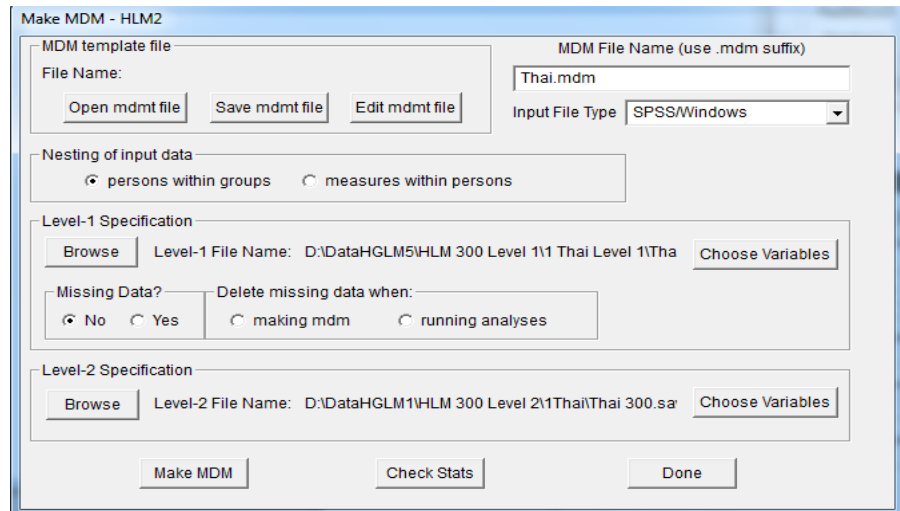 Make MDM - HLM2
MDM template file
File Name:
Open mdmt file Save mdmt file Edit mdmt file
MDM File Name (use .mdm suffix)
Thai.mdm
Input File Type SPSS/Windows
Nesting of input data
persons within groups measures within persons
Level-1 Specification
Browse Level-1 File Name: D:\DataHGLM5\HLM 300 Level 1\1 Thai Level 1\Tha Choose Variables
Missing Data? Delete missing data when:
No Yes making mdm running analyses
Level-2 Specification
Browse Level-2 File Name: D:\DataHGLM1\HLM 300 Level 2\1Thai\Thai 300.sa Choose Variables
Make MDM Check Stats Done